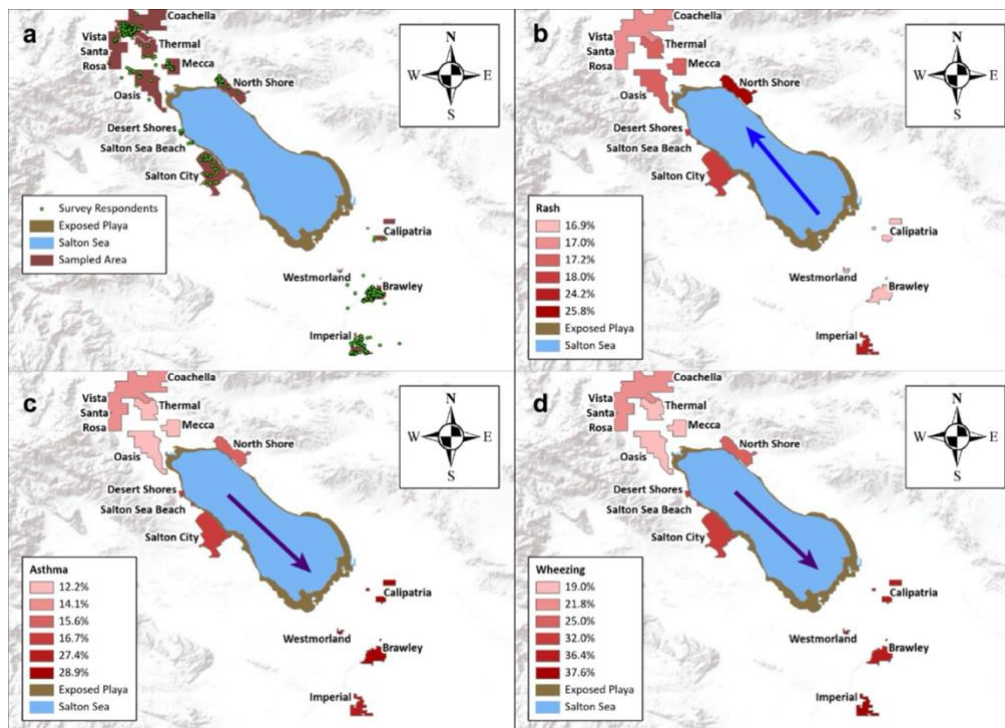 a
Coachella
Vista
Santa
Rosa
Thermal
Mecca
North Shore
Oasis
Desert Shores
Salton Sea Beach
Salton City
Calipatria
Westmorland
Brawley
Imperial
N
W E
S
Survey Respondents
Exposed Playa
Salton Sea
Sampled Area
b
Coachella
Vista
Santa
Rosa
Thermal
Mecca
North Shore
Oasis
Desert Shores
Salton Sea Beach
Salton City
Calipatria
Westmorland
Brawley
Imperial
N
W E
S
Rash
16.9%
17.0%
17.2%
18.0%
24.2%
25.8%
Exposed Playa
Salton Sea
c
Coachella
Vista
Santa
Rosa
Thermal
Mecca
North Shore
Oasis
Desert Shores
Salton Sea Beach
Salton City
Calipatria
Westmorland
Brawley
Imperial
N
W E
S
Asthma
12.2%
14.1%
15.6%
16.7%
27.4%
28.9%
Exposed Playa
Salton Sea
d
Coachella
Vista
Santa
Rosa
Thermal
Mecca
North Shore
Oasis
Desert Shores
Salton Sea Beach
Salton City
Calipatria
Westmorland
Brawley
Imperial
N
W E
S
Wheezing
19.0%
21.8%
25.0%
32.0%
36.4%
37.6%
Exposed Playa
Salton Sea